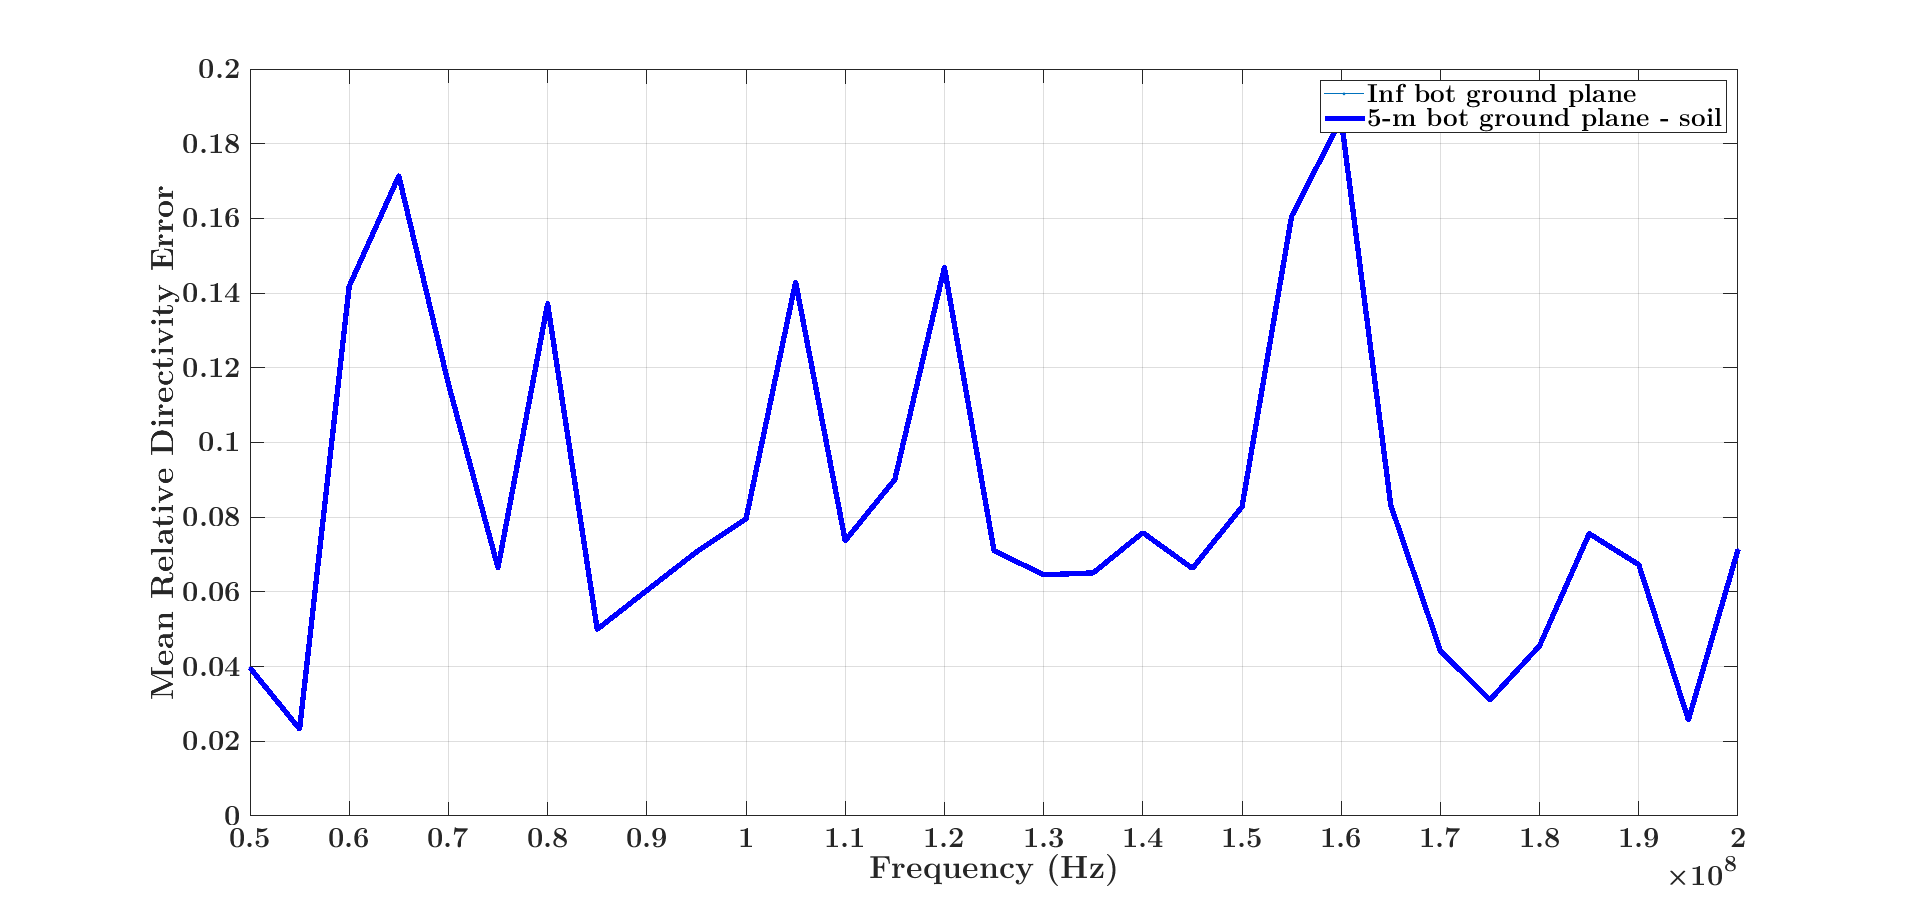 Inf bot ground plane
5-m bot ground plane - soil
Mean Relative Directivity Error
0.2
0.18
0.16
0.14
0.12
0.1
0.08
0.06
0.04
0.02
0
0.5 0.6 0.7 0.8 0.9 1 1.1 1.2 1.3 1.4 1.5 1.6 1.7 1.8 1.9 2
Frequency (Hz)
×10⁸